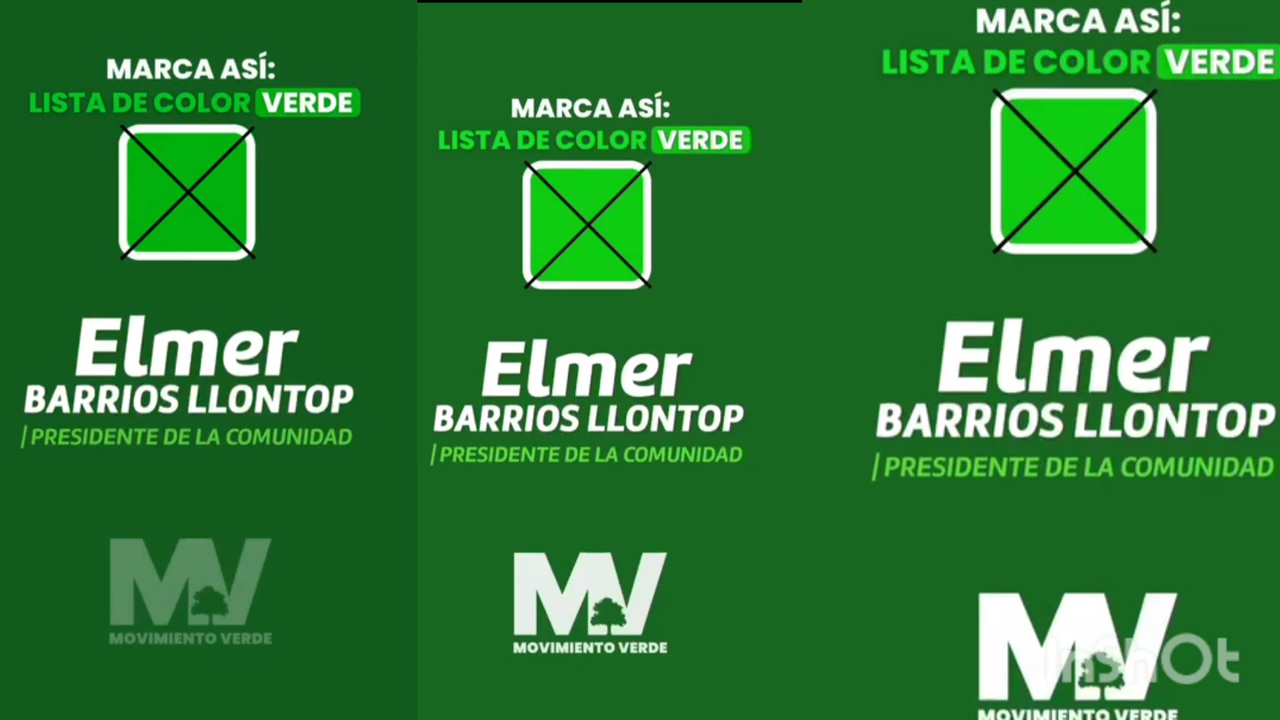 MARCA ASÍ:
LISTA DE COLOR VERDE
Elmer
BARRIOS LLONTOP
| PRESIDENTE DE LA COMUNIDAD
MV
MOVIMIENTO VERDE
MARCA ASÍ:
LISTA DE COLOR VERDE
Elmer
BARRIOS LLONTOP
| PRESIDENTE DE LA COMUNIDAD
MV
MOVIMIENTO VERDE
MARCA ASÍ:
LISTA DE COLOR VERDE
Elmer
BARRIOS LLONTOP
| PRESIDENTE DE LA COMUNIDAD
MV
InShOt
MOVIMIENTO VERDE